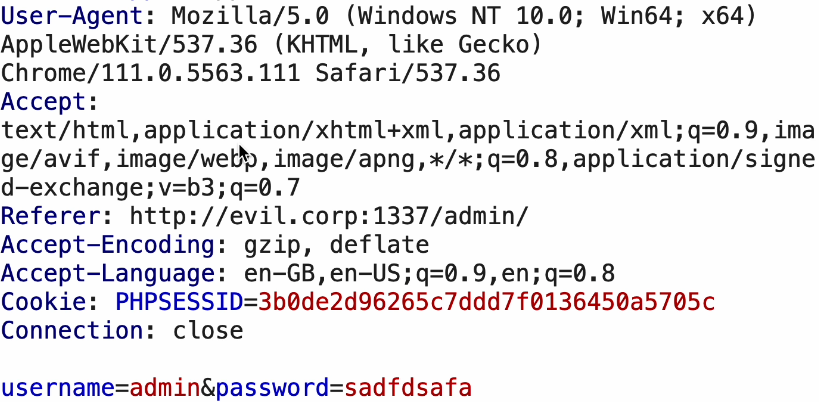 User-Agent: Mozilla/5.0 (Windows NT 10.0; Win64; x64)
AppleWebKit/537.36 (KHTML, like Gecko)
Chrome/111.0.5563.111 Safari/537.36
Accept:
text/html,application/xhtml+xml,application/xml;q=0.9,ima
ge/avif,image/webp,image/apng,*/*;q=0.8,application/signe
d-exchange;v=b3;q=0.7
Referer: http://evil.corp:1337/admin/
Accept-Encoding: gzip, deflate
Accept-Language: en-GB,en-US;q=0.9,en;q=0.8
Cookie: PHPSESSID=3b0de2d96265c7ddd7f0136450a5705c
Connection: close
username=admin&password=sadfdsafa